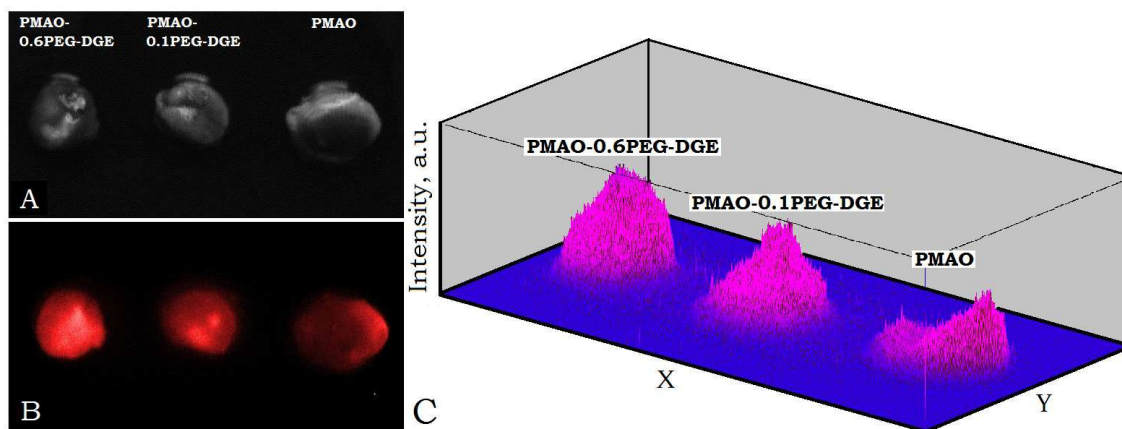 PMAO-
0.6PEG-DGE
PMAO-
0.1PEG-DGE
PMAO
A
B
C
Intensity, a.u.
PMAO-0.6PEG-DGE
PMAO-0.1PEG-DGE
PMAO
X
Y